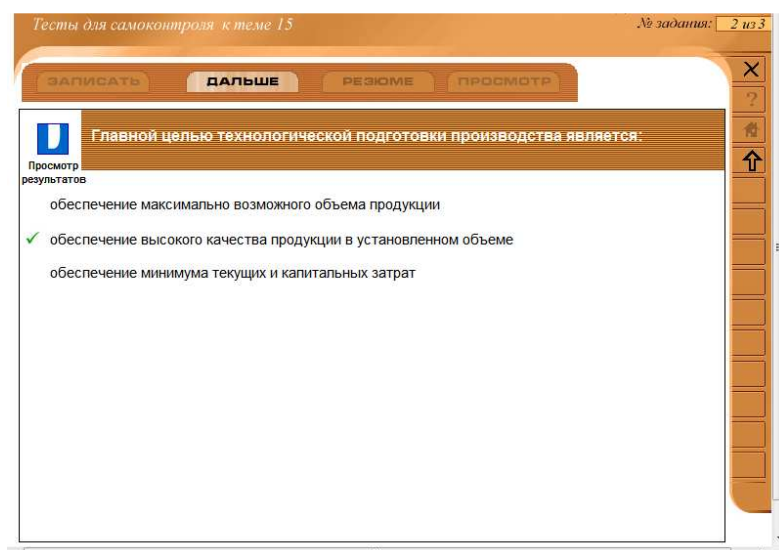 Тесты для самоконтроля к теме 15
№ задания: 2 из 3
ЗАПИСАТЬ ДАЛЬШЕ РЕЗЮМЕ ПРОСМОТР
?
Главной целью технологической подготовки производства является:
Просмотр
результатов
обеспечение максимально возможного объема продукции
обеспечение высокого качества продукции в установленном объеме
обеспечение минимума текущих и капитальных затрат